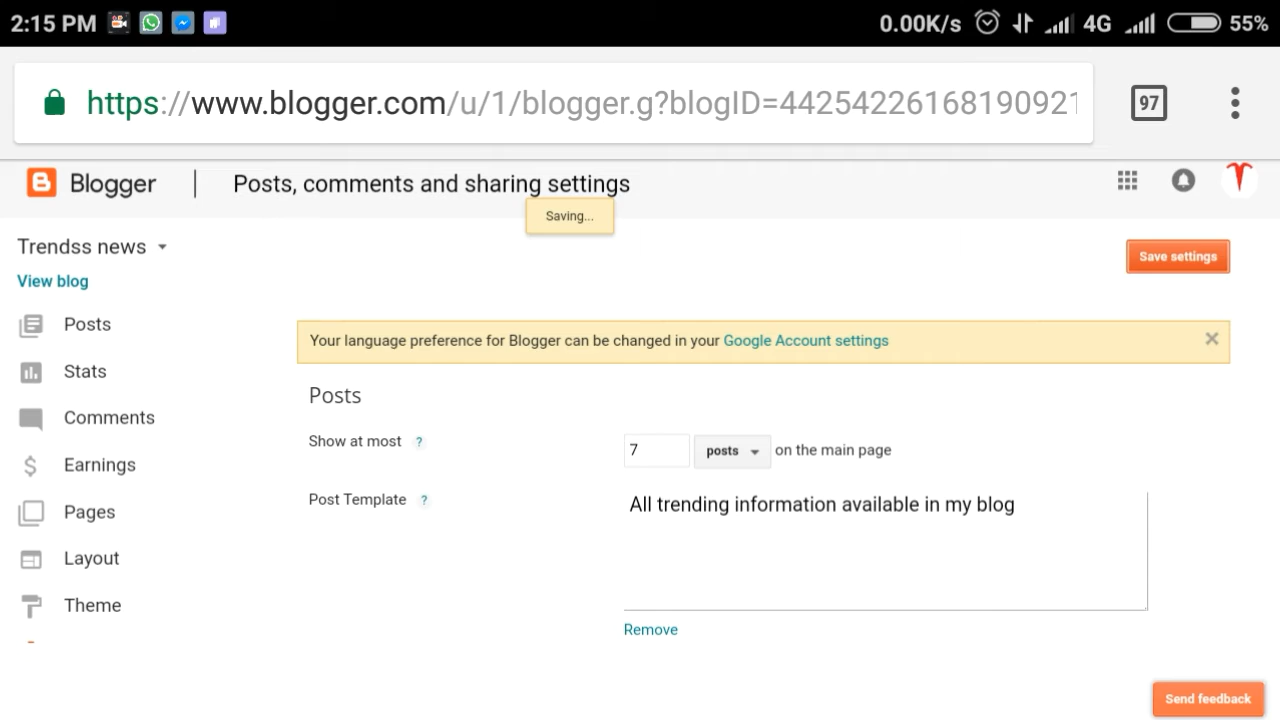 2:15 PM 0.00K/s 4G 55%
https://www.blogger.com/u/1/blogger.g?blogID=44254226168190921
97
Blogger | Posts, comments and sharing settings
Saving...
Trendss news
Save settings
View blog
Posts
Your language preference for Blogger can be changed in your Google Account settings
Stats
Posts
Comments
Show at most ? 7 posts on the main page
Earnings
Post Template ? All trending information available in my blog
Pages
Layout
Theme
Remove
Send feedback